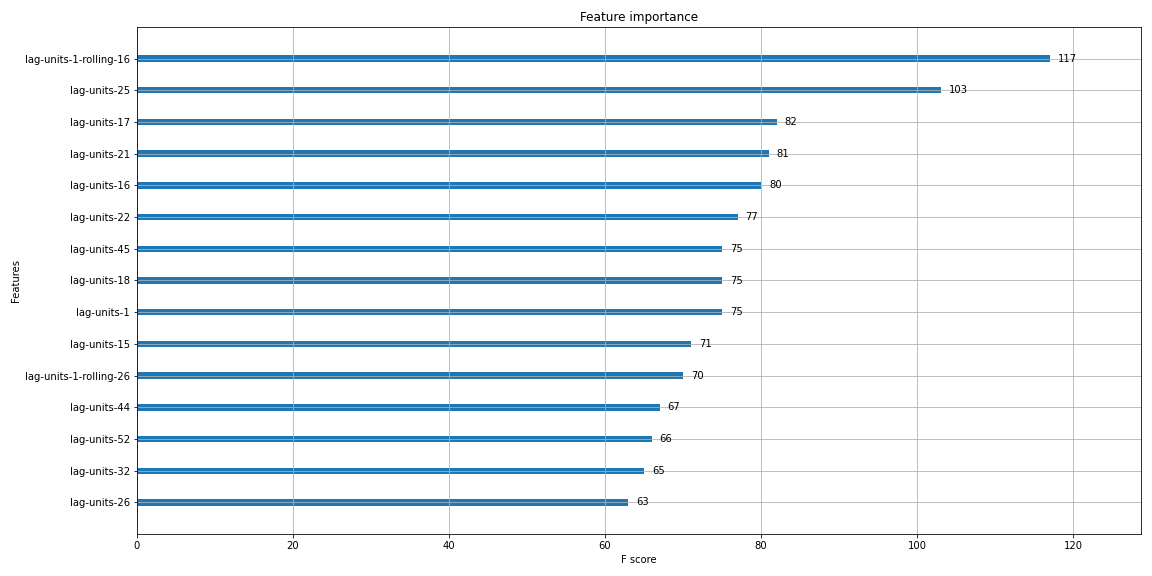 Feature importance
lag-units-1-rolling-16 117
lag-units-25 103
lag-units-17 82
lag-units-21 81
lag-units-16 80
lag-units-22 77
lag-units-45 75
lag-units-18 75
lag-units-1 75
lag-units-15 71
lag-units-1-rolling-26 70
lag-units-44 67
lag-units-52 66
lag-units-32 65
lag-units-26 63
Features
0 20 40 60 80 100 120
F score